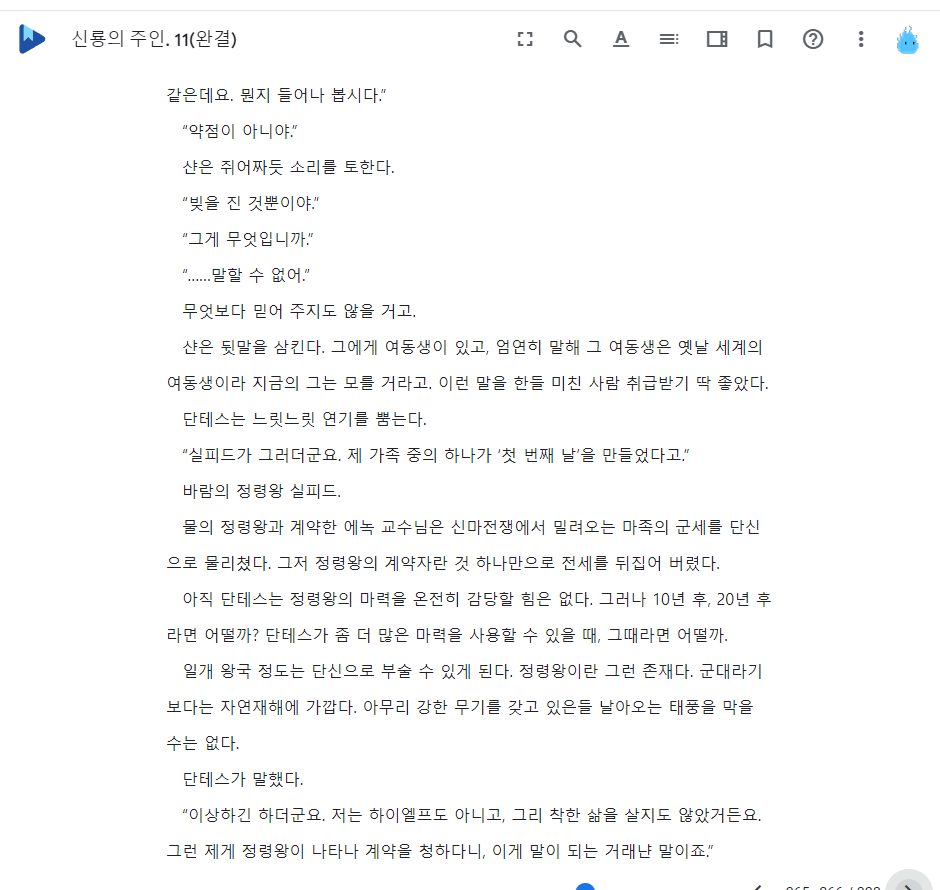 신룡의 주인. 11(완결)
같은데요. 뭔지 들어나 봅시다.”
“약점이 아니야.”
샨은 쥐어짜듯 소리를 토한다.
“빚을 진 것뿐이야.”
“그게 무엇입니까.”
“……말할 수 없어.”
무엇보다 믿어 주지도 않을 거고.
샨은 뒷말을 삼킨다. 그에게 여동생이 있고, 엄연히 말해 그 여동생은 옛날 세계의
여동생이라 지금의 그는 모를 거라고. 이런 말을 한들 미친 사람 취급받기 딱 좋았다.
단테스는 느릿느릿 연기를 뿜는다.
“실피드가 그러더군요. 제 가족 중의 하나가 ‘첫 번째 날’을 만들었다고.”
바람의 정령왕 실피드.
물의 정령왕과 계약한 에녹 교수님은 신마전쟁에서 밀려오는 마족의 군세를 단신
으로 물리쳤다. 그저 정령왕의 계약자란 것 하나만으로 전세를 뒤집어 버렸다.
아직 단테스는 정령왕의 마력을 온전히 감당할 힘은 없다. 그러나 10년 후, 20년 후
라면 어떨까? 단테스가 좀 더 많은 마력을 사용할 수 있을 때, 그때라면 어떨까.
일개 왕국 정도는 단신으로 부술 수 있게 된다. 정령왕이란 그런 존재다. 군대라기
보다는 자연재해에 가깝다. 아무리 강한 무기를 갖고 있은들 날아오는 태풍을 막을
수는 없다.
단테스가 말했다.
“이상하긴 하더군요. 저는 하이엘프도 아니고, 그리 착한 삶을 살지도 않았거든요.
그런 제게 정령왕이 나타나 계약을 청하다니, 이게 말이 되는 거래냔 말이죠.”